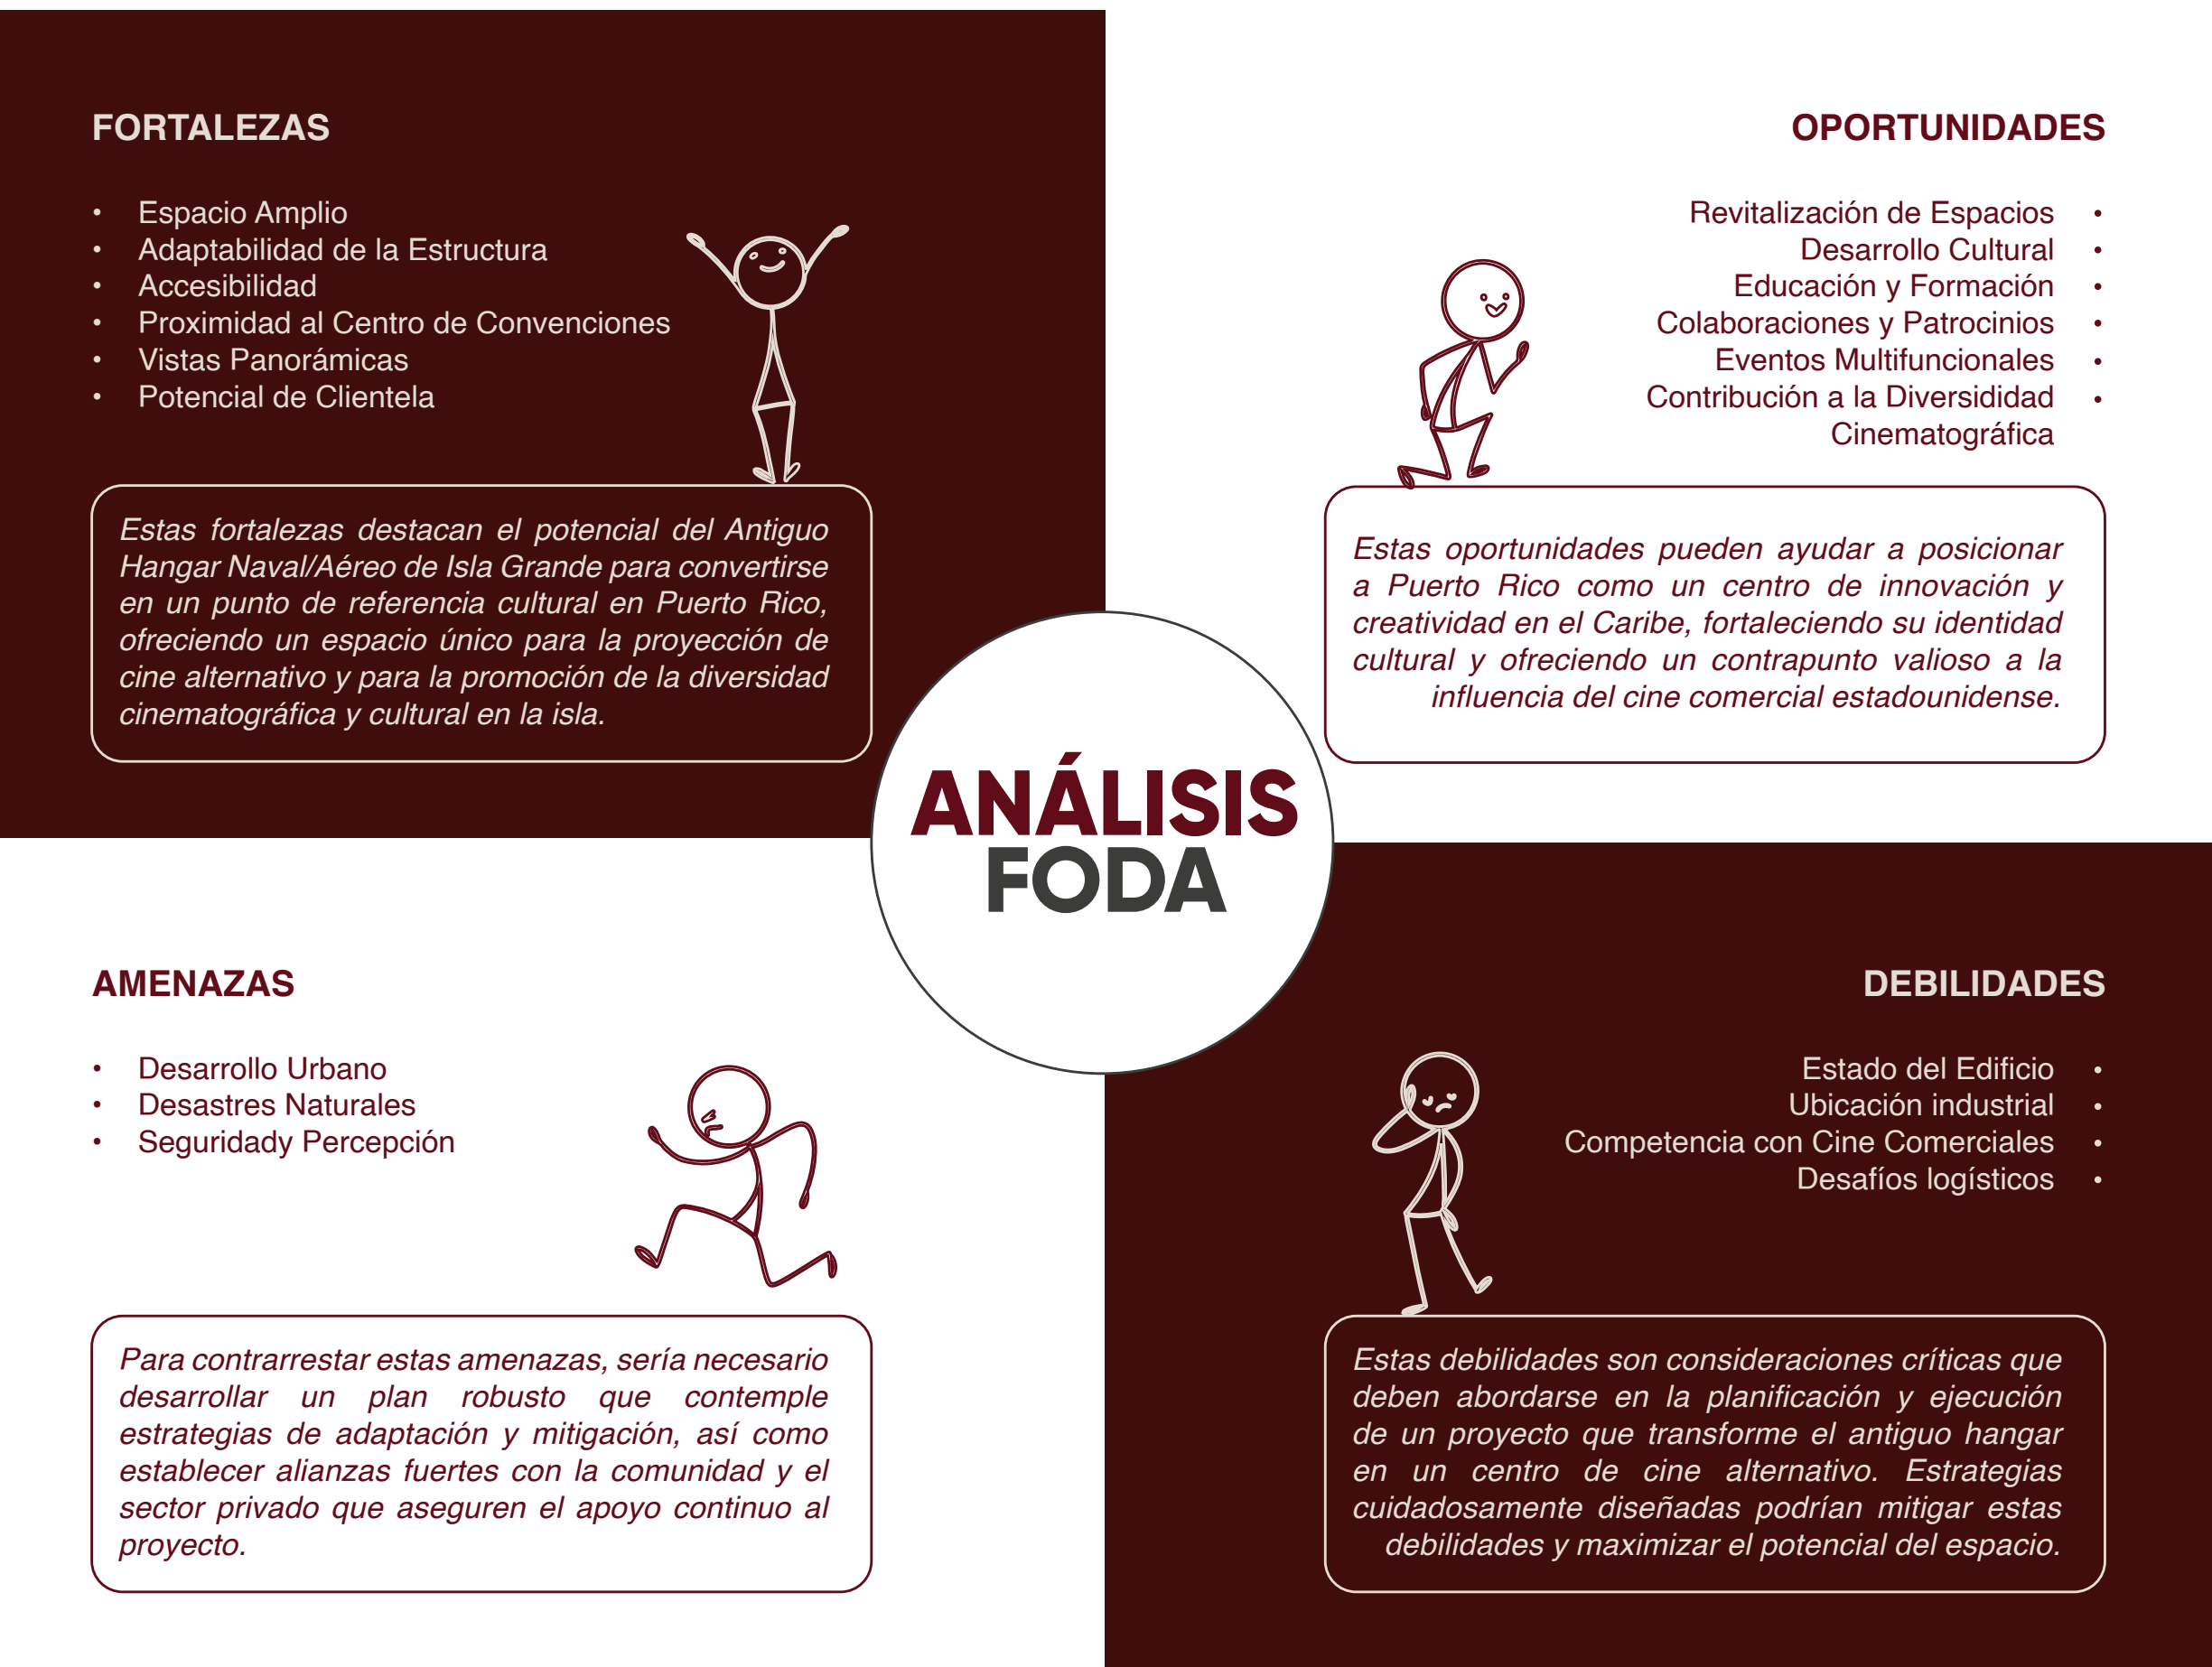 FORTALEZAS
• Espacio Amplio
• Adaptabilidad de la Estructura
• Accesibilidad
• Proximidad al Centro de Convenciones
• Vistas Panorámicas
• Potencial de Clientela
Estas fortalezas destacan el potencial del Antiguo
Hangar Naval/Aéreo de Isla Grande para convertirse
en un punto de referencia cultural en Puerto Rico,
ofreciendo un espacio único para la proyección de
cine alternativo y para la promoción de la diversidad
cinematográfica y cultural en la isla.
OPORTUNIDADES
Revitalización de Espacios •
Desarrollo Cultural •
Educación y Formación •
Colaboraciones y Patrocinios •
Eventos Multifuncionales •
Contribución a la Diversididad •
Cinematográfica
Estas oportunidades pueden ayudar a posicionar
a Puerto Rico como un centro de innovación y
creatividad en el Caribe, fortaleciendo su identidad
cultural y ofreciendo un contrapunto valioso a la
influencia del cine comercial estadounidense.
ANÁLISIS
FODA
AMENAZAS
• Desarrollo Urbano
• Desastres Naturales
• Seguridady Percepción
Para contrarrestar estas amenazas, sería necesario
desarrollar un plan robusto que contemple
estrategias de adaptación y mitigación, así como
establecer alianzas fuertes con la comunidad y el
sector privado que aseguren el apoyo continuo al
proyecto.
DEBILIDADES
Estado del Edificio •
Ubicación industrial •
Competencia con Cine Comerciales •
Desafíos logísticos •
Estas debilidades son consideraciones críticas que
deben abordarse en la planificación y ejecución
de un proyecto que transforme el antiguo hangar
en un centro de cine alternativo. Estrategias
cuidadosamente diseñadas podrían mitigar estas
debilidades y maximizar el potencial del espacio.